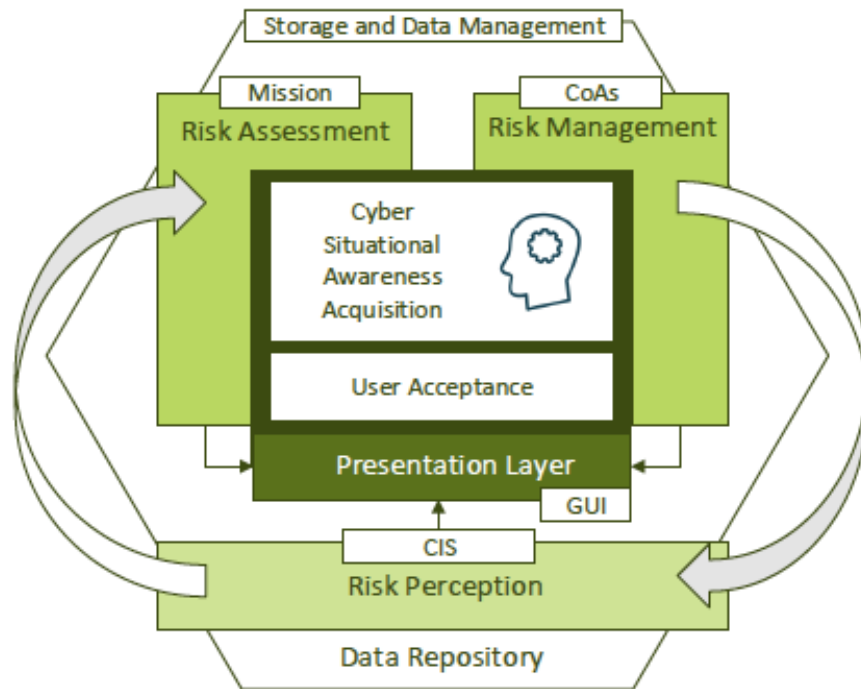 Storage and Data Management
Mission
Risk Assessment
CoAs
Risk Management
Cyber
Situational
Awareness
Acquisition
User Acceptance
Presentation Layer
GUI
CIS
Risk Perception
Data Repository